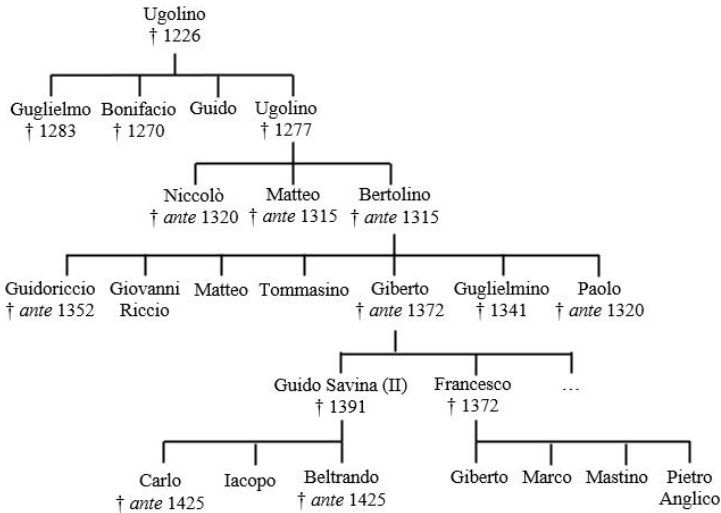 Ugolino
† 1226
Guglielmo Bonifacio Guido Ugolino
† 1283 † 1270 † 1277
Niccolò Matteo Bertolino
† ante 1320 † ante 1315 † ante 1315
Guidoriccio Giovanni Matteo Tommasino Giberto Guglielmino Paolo
† ante 1352 Riccio † ante 1372 † 1341 † ante 1320
Guido Savina (II) Francesco ...
† 1391 † 1372
Carlo Iacopo Beltrando Giberto Marco Mastino Pietro
† ante 1425 † ante 1425 Anglico